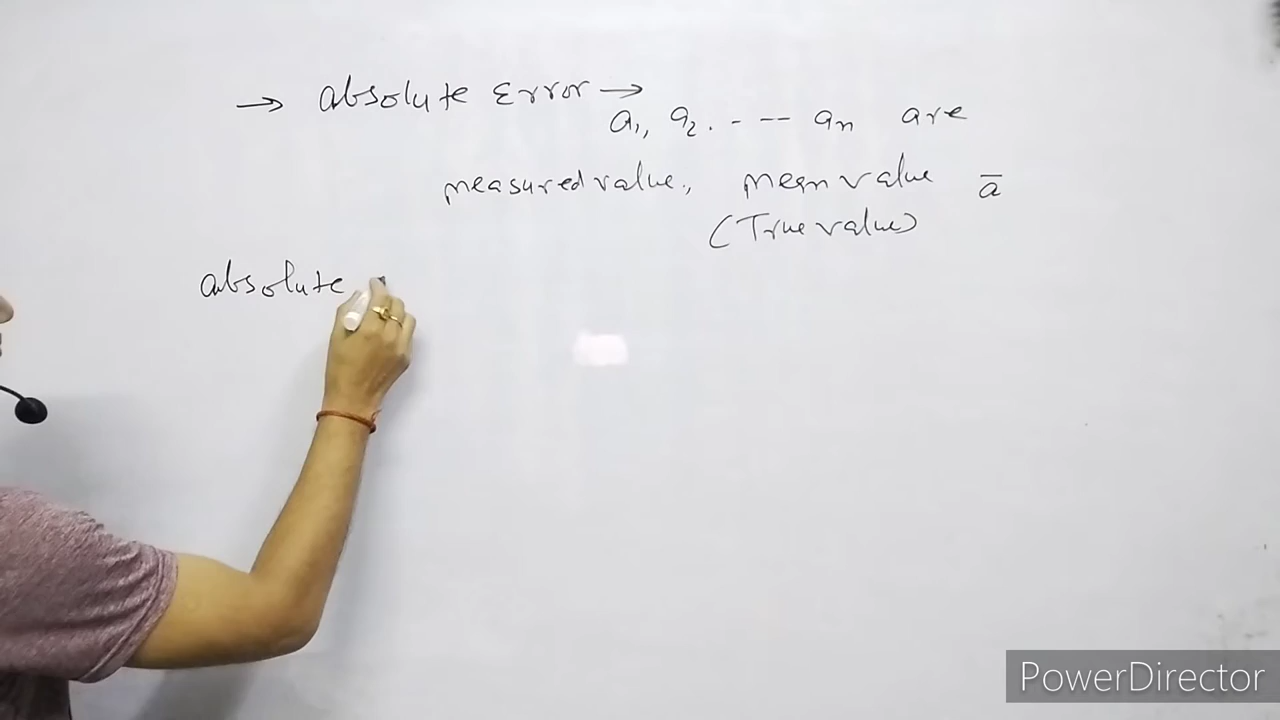 → absolute Error →
a₁, a₂. - -- aₙ are
measured value., mean value a̅
(True value)
absolute
PowerDirector